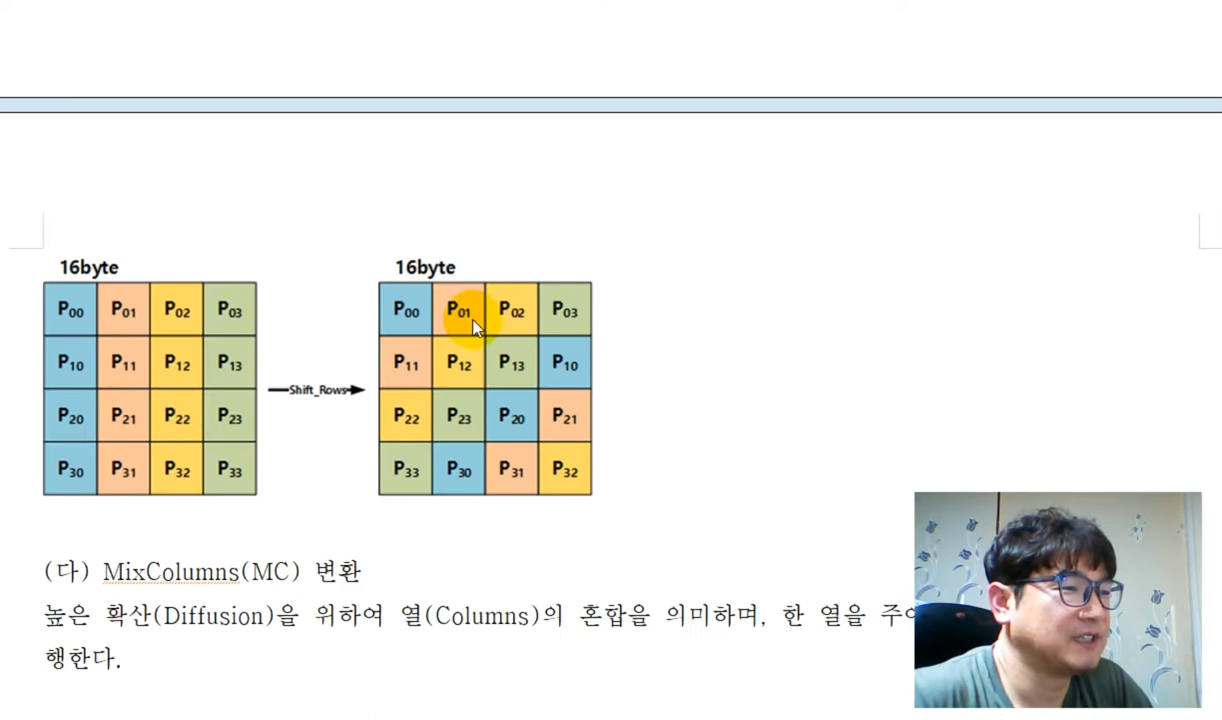 16byte 16byte
P00 P01 P02 P03 P00 P01 P02 P03
P10 P11 P12 P13 P11 P12 P13 P10
Shift_Rows
P20 P21 P22 P23 P22 P23 P20 P21
P30 P31 P32 P33 P33 P30 P31 P32
(다) MixColumns(MC) 변환
높은 확산(Diffusion)을 위하여 열(Columns)의 혼합을 의미하며, 한 열을
행한다.